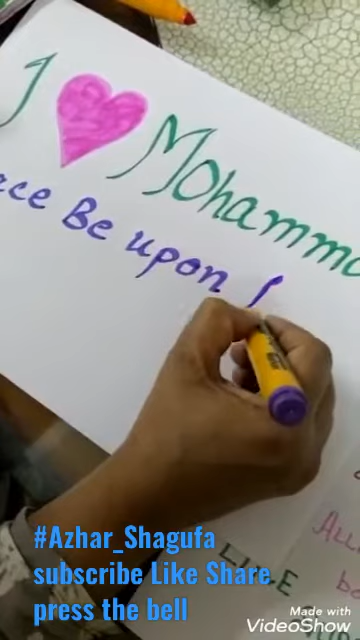 I ❤ Mohamm
ace Be upon
#Azhar_Shagufa
subscribe Like Share
press the bell
Made with
VideoShow